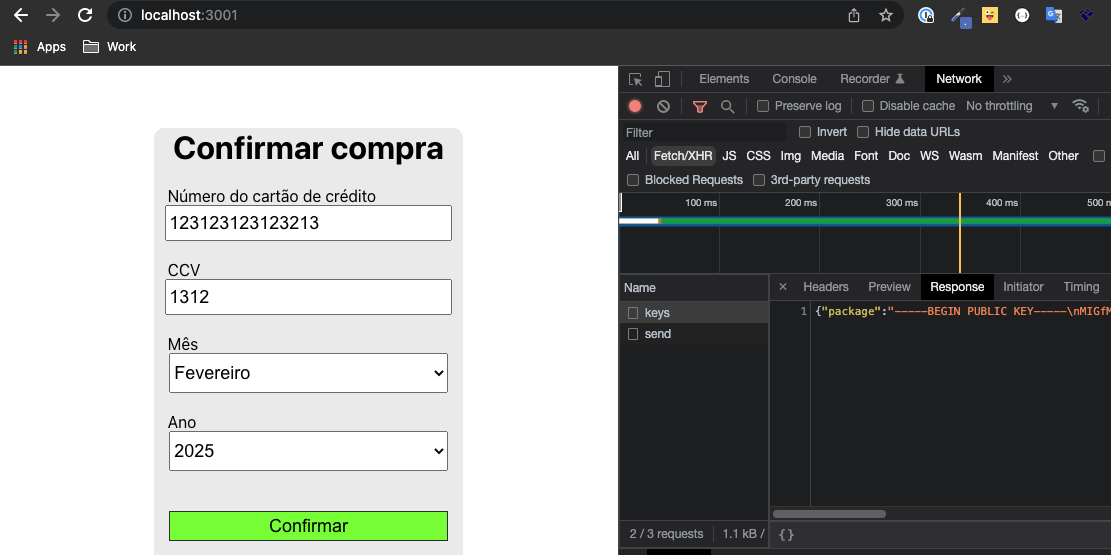 localhost:3001
Apps
Work
Confirmar compra
Número do cartão de crédito
123123123123213
CCV
1312
Mês
Fevereiro
Ano
2025
Confirmar
Elements Console Recorder Network »
Preserve log Disable cache No throttling
Filter Invert Hide data URLs
All Fetch/XHR JS CSS Img Media Font Doc WS Wasm Manifest Other
Blocked Requests 3rd-party requests
100 ms 200 ms 300 ms 400 ms 500 m
Name
keys
send
× Headers Preview Response Initiator Timing
1 {"package":"-----BEGIN PUBLIC KEY-----\nMIGfM
2 / 3 requests 1.1 kB / {}